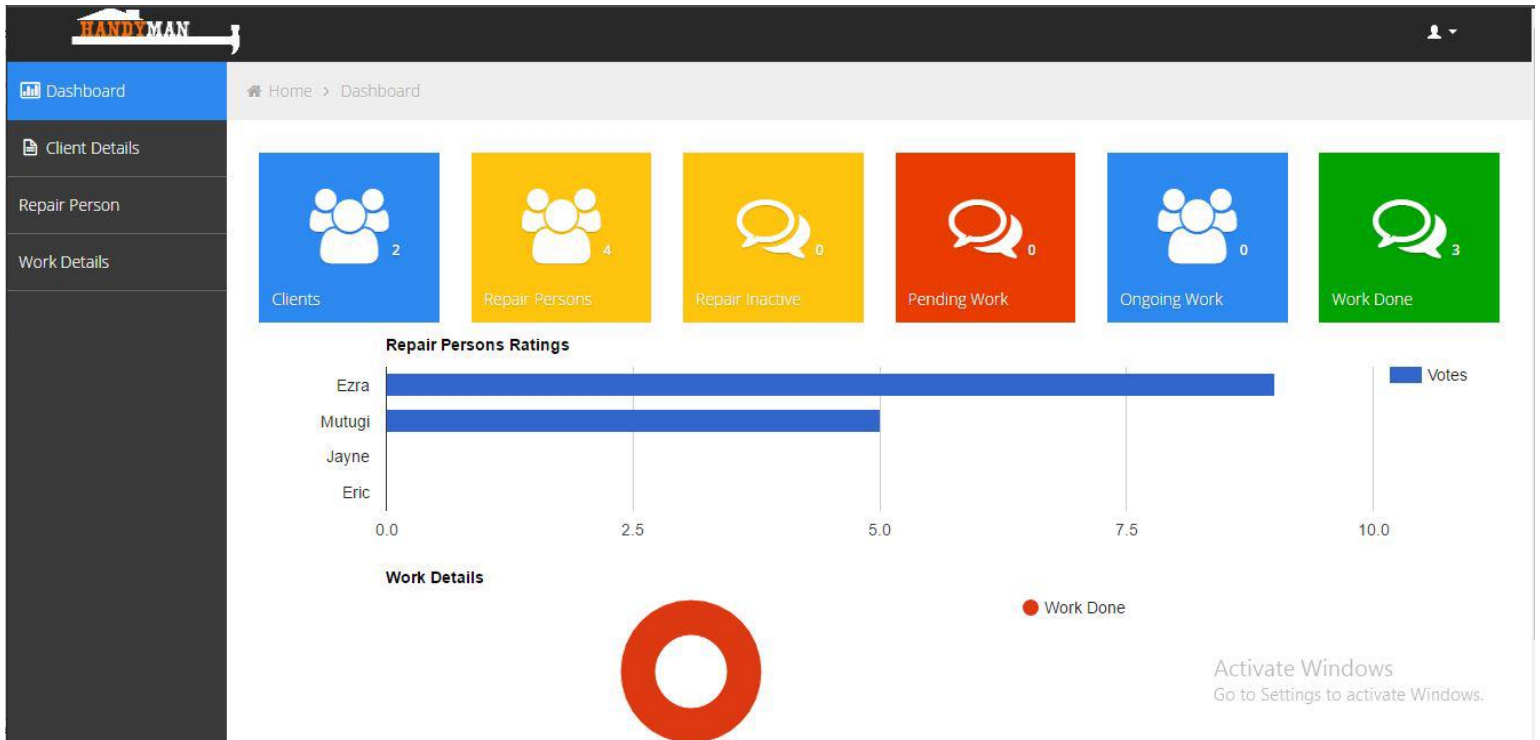 HANDYMAN
Dashboard
Home > Dashboard
Client Details
Repair Person
Work Details
2
Clients
4
Repair Persons
0
Repair Inactive
0
Pending Work
0
Ongoing Work
3
Work Done
Repair Persons Ratings
Ezra
Mutugi
Jayne
Eric
0.0 2.5 5.0 7.5 10.0
Votes
Work Details
Work Done
Activate Windows
Go to Settings to activate Windows.